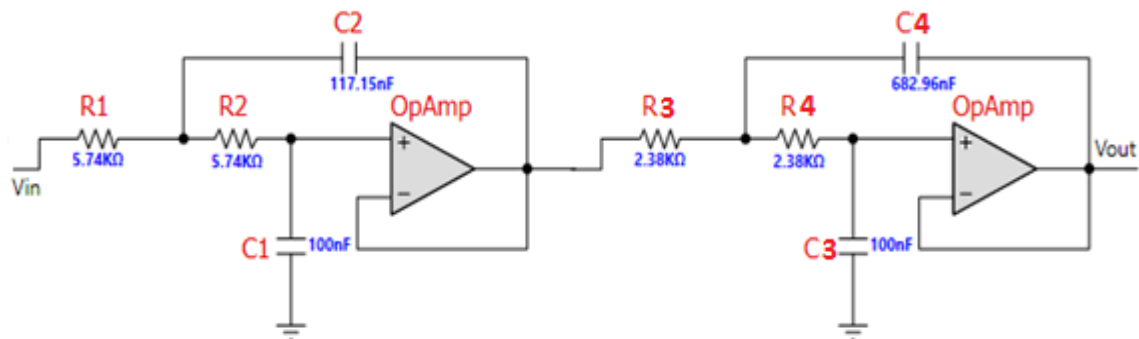 C2
117.15nF
R1
5.74KΩ
R2
5.74KΩ
OpAmp
+
−
Vin
C1
100nF
C4
682.96nF
R3
2.38KΩ
R4
2.38KΩ
OpAmp
+
−
Vout
C3
100nF